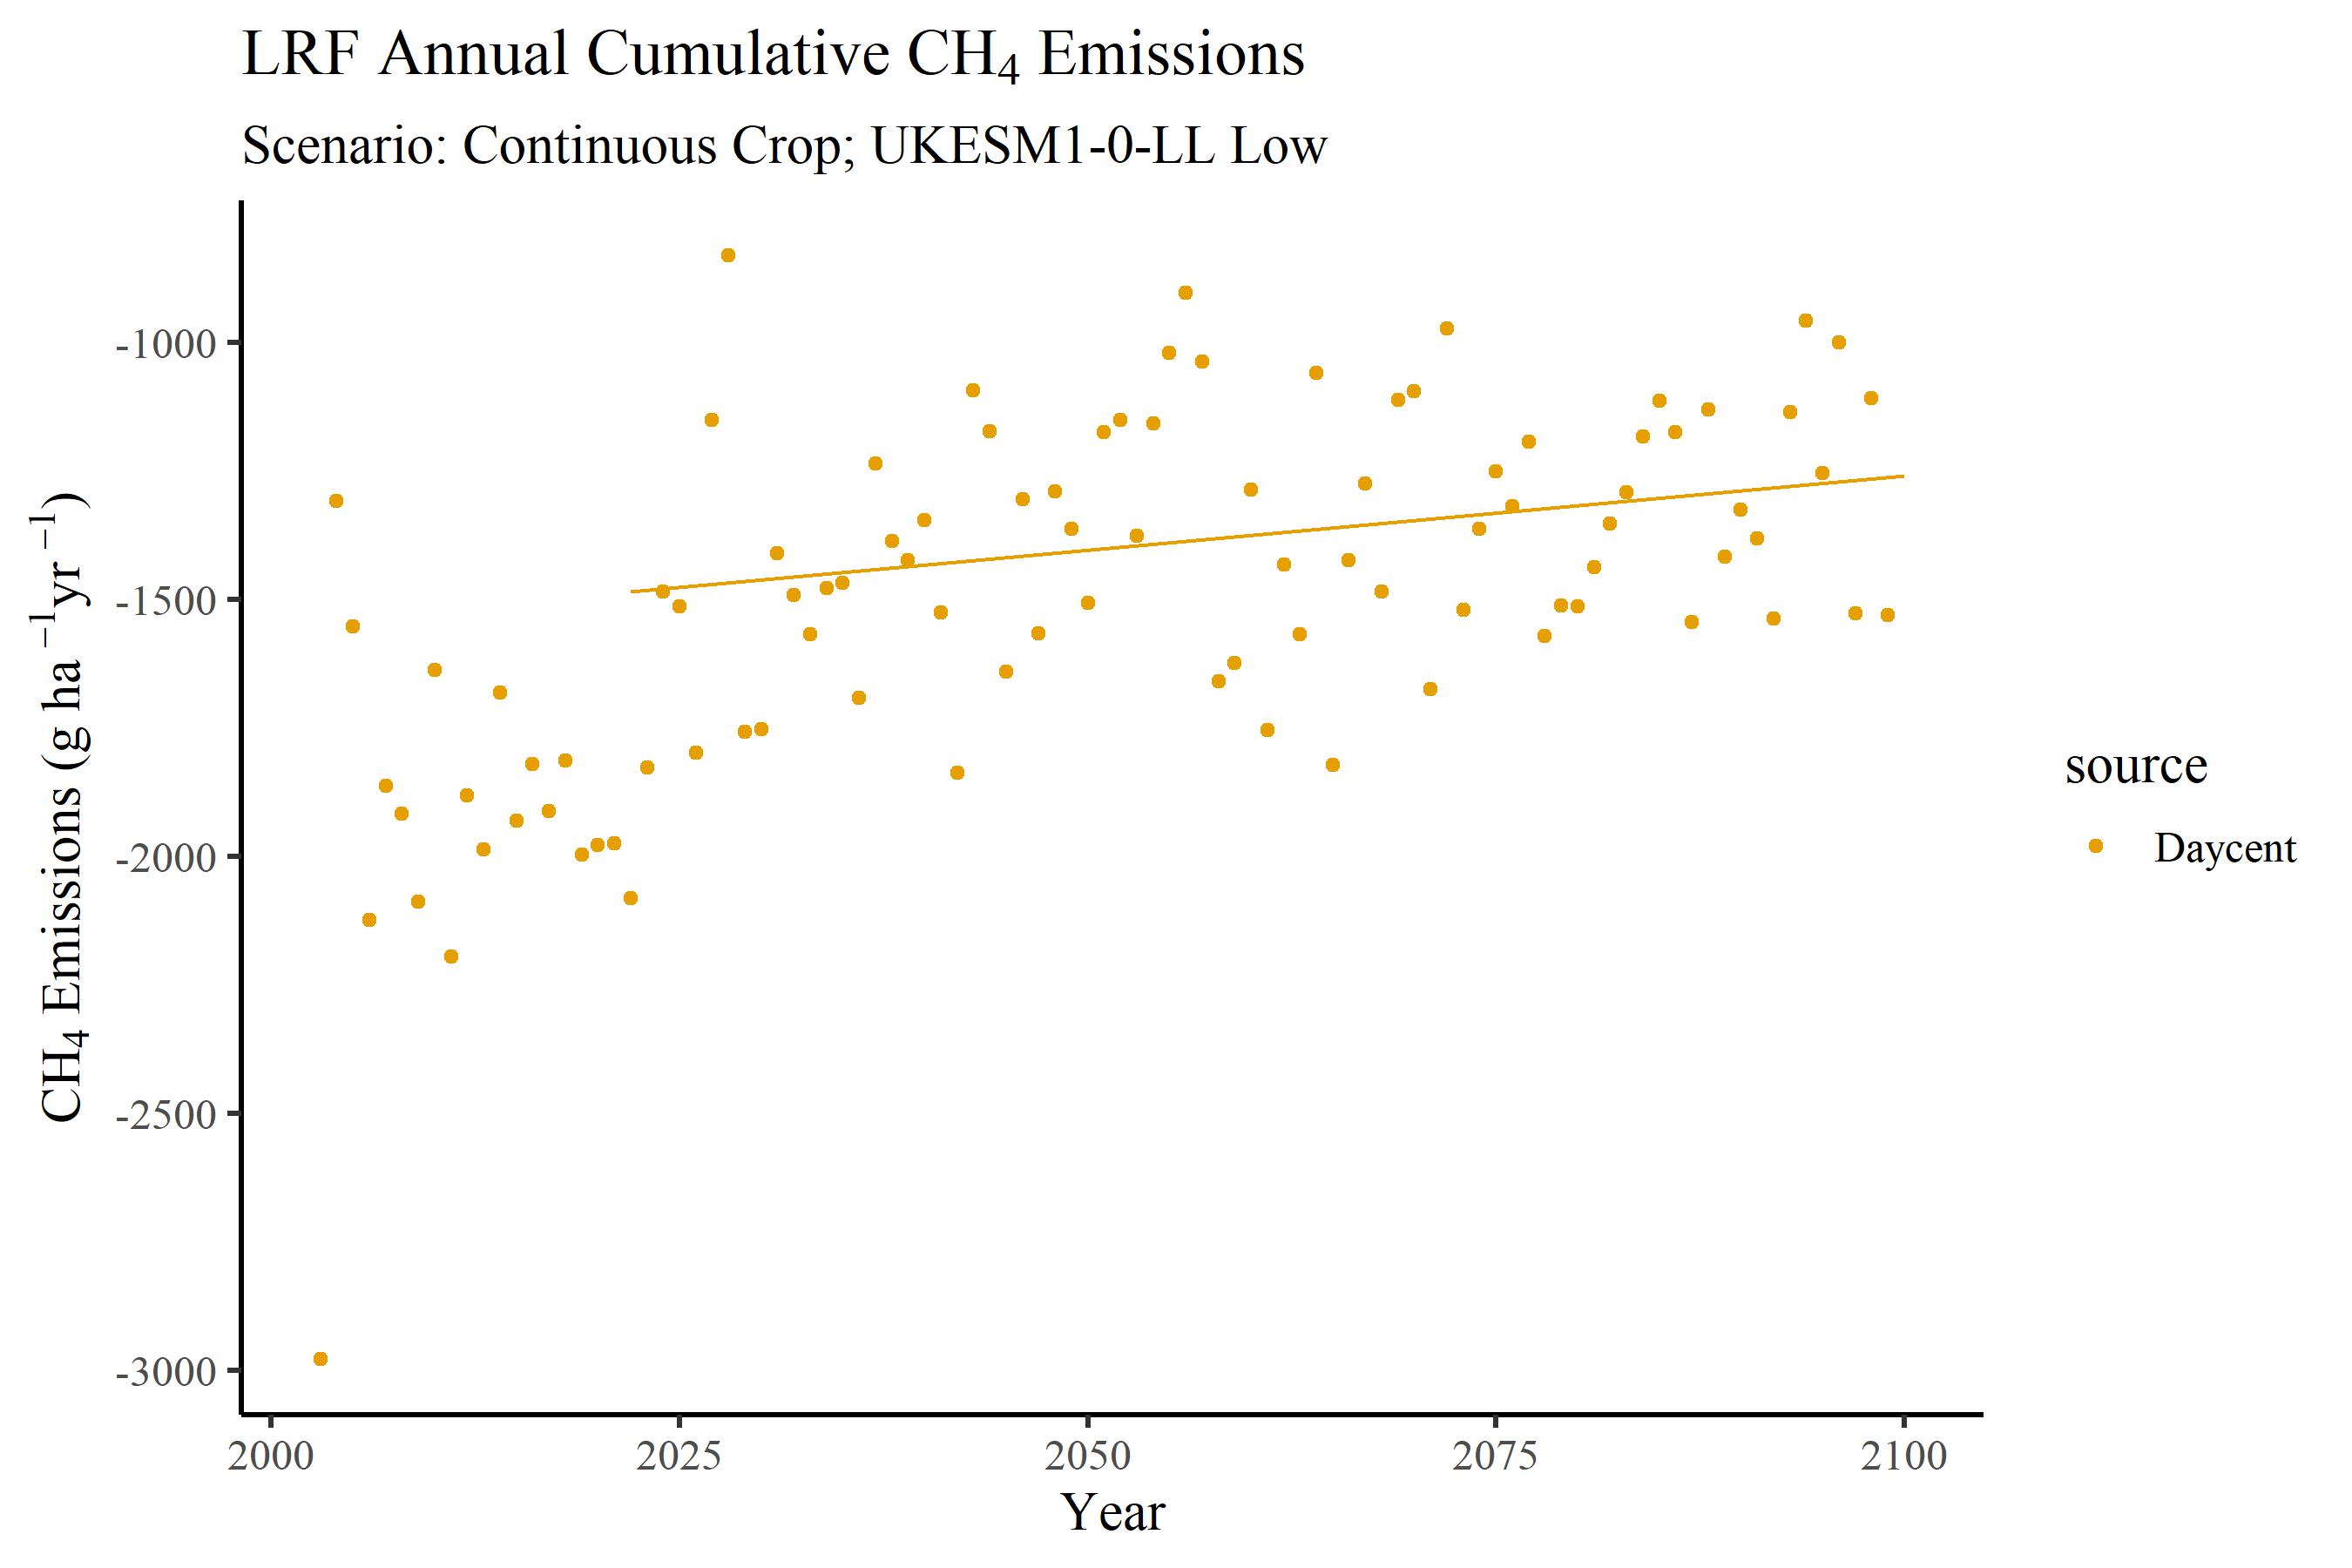 LRF Annual Cumulative CH₄ Emissions
Scenario: Continuous Crop; UKESM1-0-LL Low
CH₄ Emissions (g ha⁻¹yr⁻¹)
-1000
-1500
-2000
-2500
-3000
2000 2025 2050 2075 2100
Year
source
Daycent